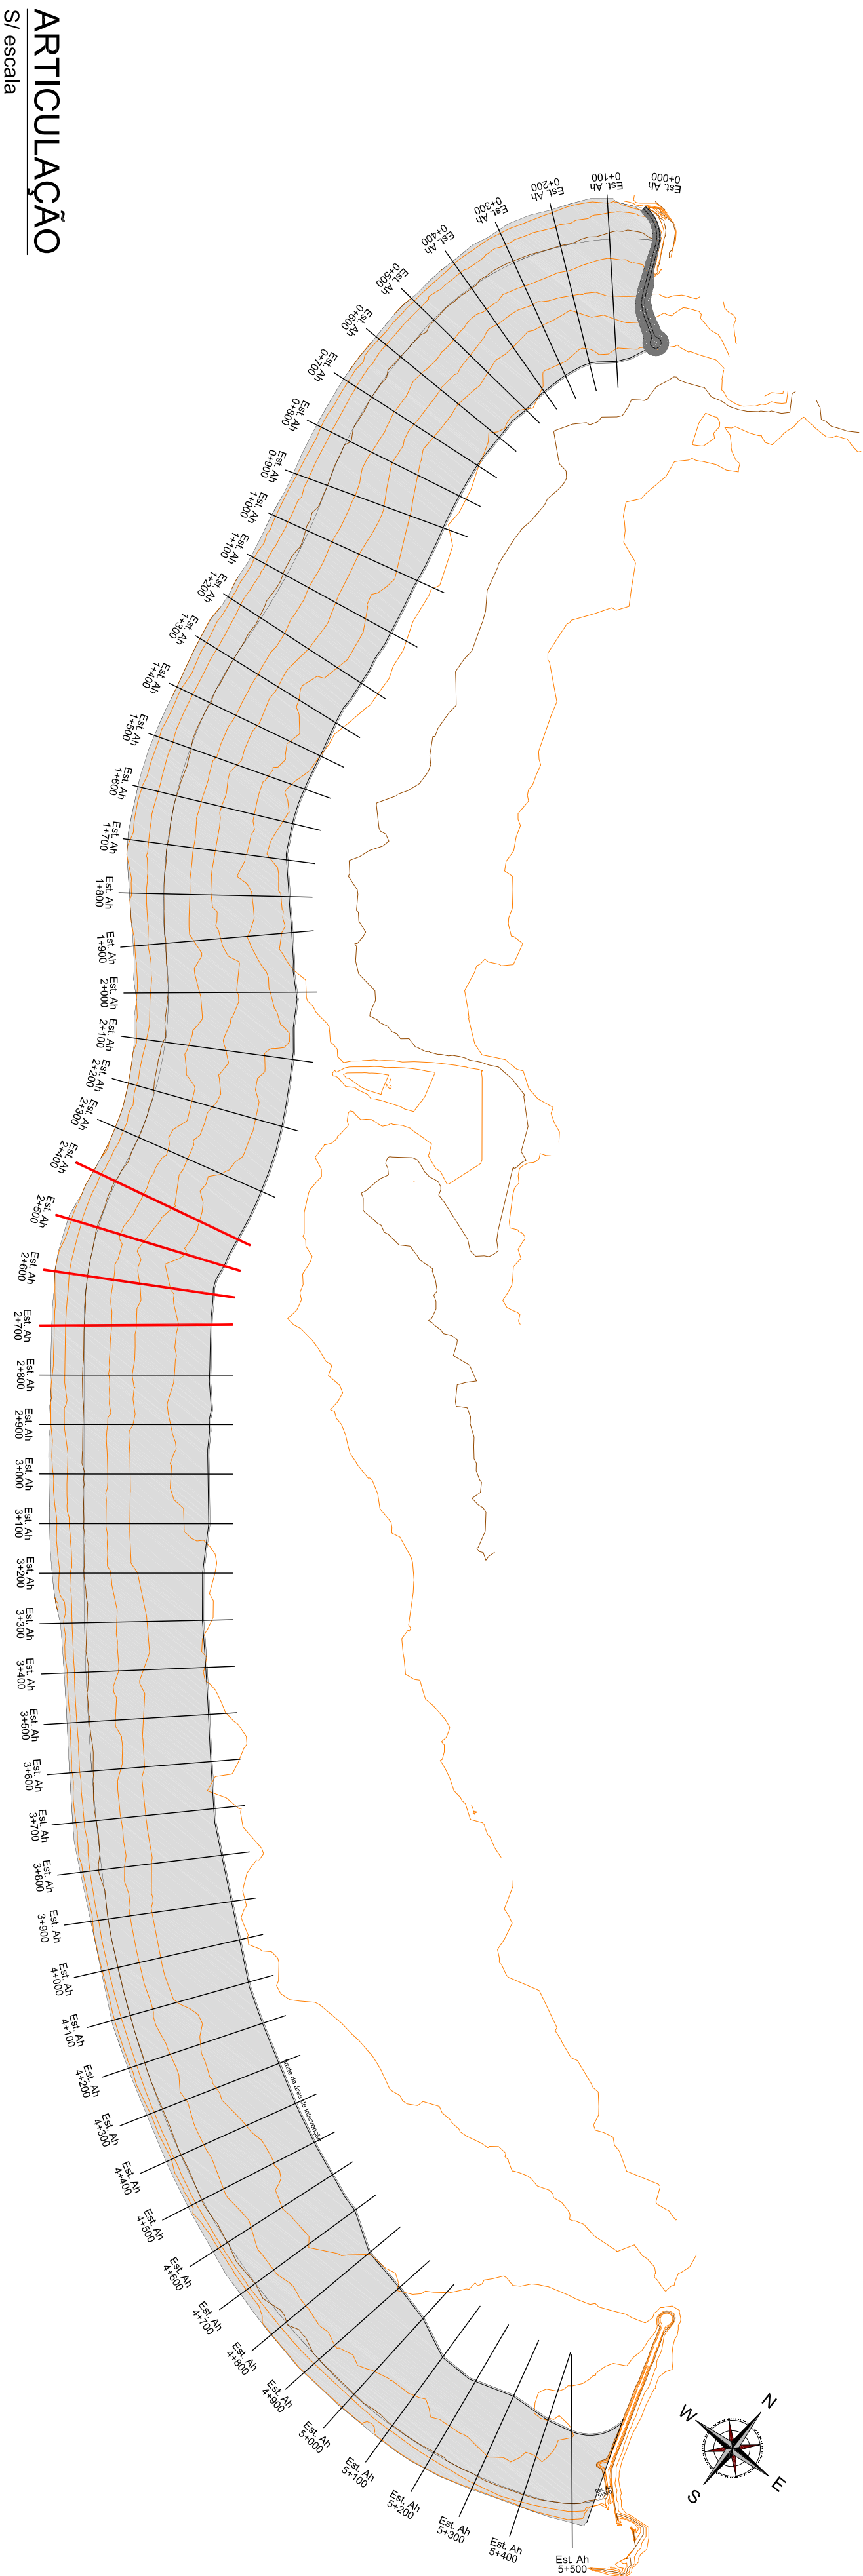 ARTICULAÇÃO
S/ escala
Est. Ah
0+000
Est. Ah
0+100
Est. Ah
0+200
Est. Ah
0+300
Est. Ah
0+400
Est. Ah
0+500
Est. Ah
0+600
Est. Ah
0+700
Est. Ah
0+800
Est. Ah
0+900
Est. Ah
1+000
Est. Ah
1+100
Est. Ah
1+200
Est. Ah
1+300
Est. Ah
1+400
Est. Ah
1+500
Est. Ah
1+600
Est. Ah
1+700
Est. Ah
1+800
Est. Ah
1+900
Est. Ah
2+000
Est. Ah
2+100
Est. Ah
2+200
Est. Ah
2+300
Est. Ah
2+400
Est. Ah
2+500
Est. Ah
2+600
Est. Ah
2+700
Est. Ah
2+800
Est. Ah
2+900
Est. Ah
3+000
Est. Ah
3+100
Est. Ah
3+200
Est. Ah
3+300
Est. Ah
3+400
Est. Ah
3+500
Est. Ah
3+600
Est. Ah
3+700
Est. Ah
3+800
Est. Ah
3+900
Est. Ah
4+000
Est. Ah
4+100
Est. Ah
4+200
Est. Ah
4+300
Est. Ah
4+400
Est. Ah
4+500
Est. Ah
4+600
Est. Ah
4+700
Est. Ah
4+800
Est. Ah
4+900
Est. Ah
5+000
Est. Ah
5+100
Est. Ah
5+200
Est. Ah
5+300
Est. Ah
5+400
Est. Ah
5+500
Limite da área de intervenção
N
W
E
S